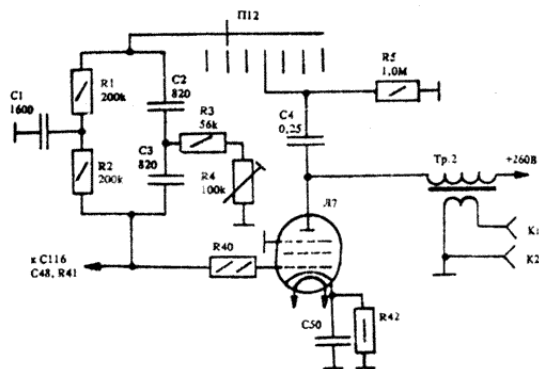 П12
C1
1600
R1
200k
C2
820
R3
56k
R5
1,0M
C4
0,25
R2
200k
C3
820
R4
100k
Тр.2
+260В
Л7
К1
К2
к С116
С48, R41
R40
C50
R42